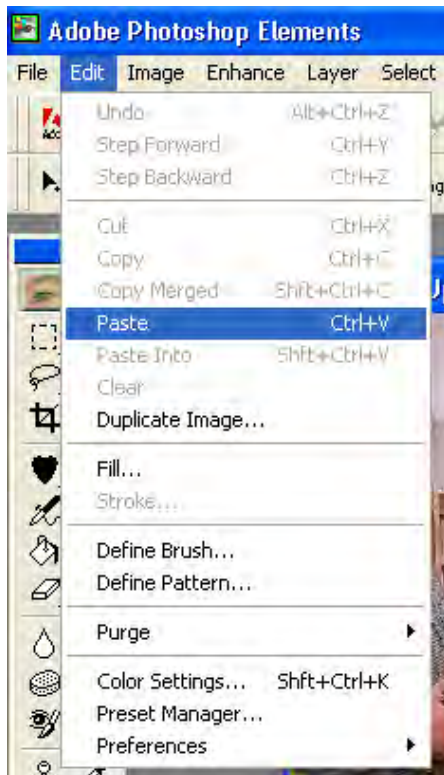 Adobe Photoshop Elements
File Edit Image Enhance Layer Select
Undo Alt+Ctrl+Z
Step Forward Ctrl+Y
Step Backward Ctrl+Z
Cut Ctrl+X
Copy Ctrl+C
Copy Merged Shft+Ctrl+C
Paste Ctrl+V
Paste Into Shft+Ctrl+V
Clear
Duplicate Image...
Fill...
Stroke...
Define Brush...
Define Pattern...
Purge
Color Settings... Shft+Ctrl+K
Preset Manager...
Preferences